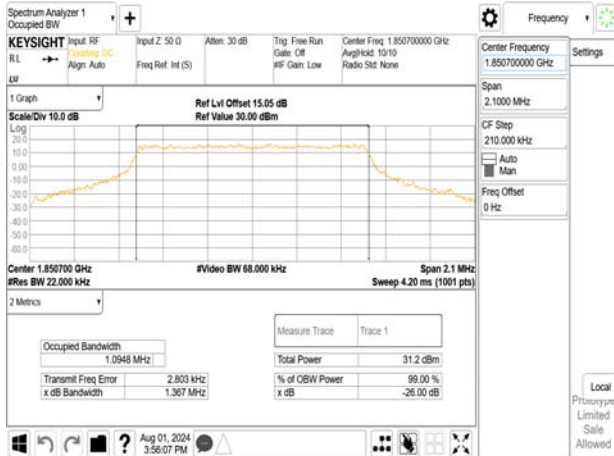 Spectrum Analyzer 1
Occupied BW
+
Frequency
KEYSIGHT
Input: RF
Input Z: 50 Ω
Atten: 30 dB
Trig: Free Run
Center Freq: 1.850700000 GHz
RL
Coupling: DC
Gate: Off
Avg|Hold: 10/10
Align: Auto
Freq Ref: Int (S)
#IF Gain: Low
Radio Std: None
Center Frequency
1.850700000 GHz
Settings
Span
2.1000 MHz
CF Step
210.000 kHz
Auto
Man
Freq Offset
0 Hz
1 Graph
Ref Lvl Offset 15.05 dB
Scale/Div 10.0 dB
Ref Value 30.00 dBm
Log
20.0
10.0
0.00
-10.0
-20.0
-30.0
-40.0
-50.0
-60.0
Center 1.850700 GHz
#Video BW 68.000 kHz
Span 2.1 MHz
#Res BW 22.000 kHz
Sweep 4.20 ms (1001 pts)
2 Metrics
Measure Trace
Trace 1
Occupied Bandwidth
1.0948 MHz
Total Power
31.2 dBm
Transmit Freq Error
2.803 kHz
% of OBW Power
99.00 %
x dB Bandwidth
1.367 MHz
x dB
-26.00 dB
Local
Prototype
Limited
Sale
Allowed
?
Aug 01, 2024
3:56:07 PM